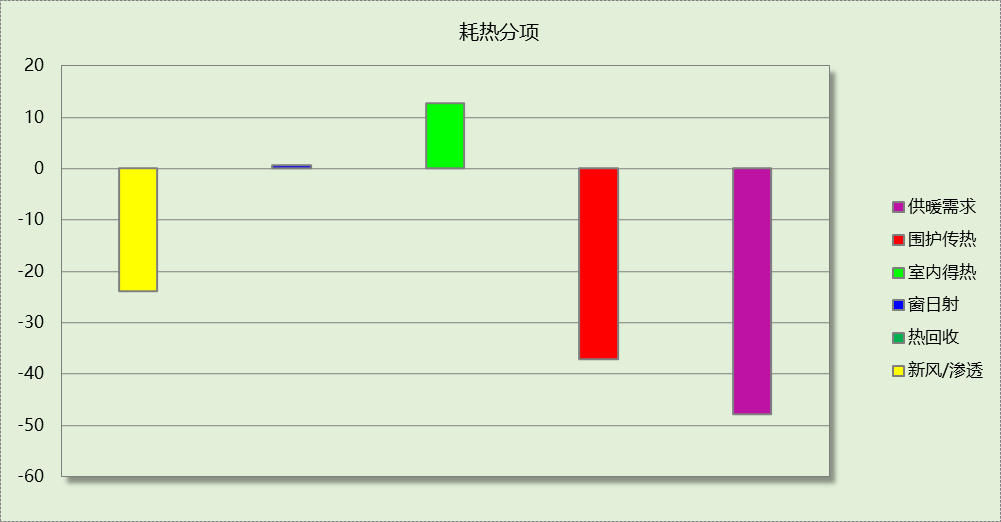 耗热分项
20
10
0
-10
-20
-30
-40
-50
-60
供暖需求
围护传热
室内得热
窗日射
热回收
新风/渗透